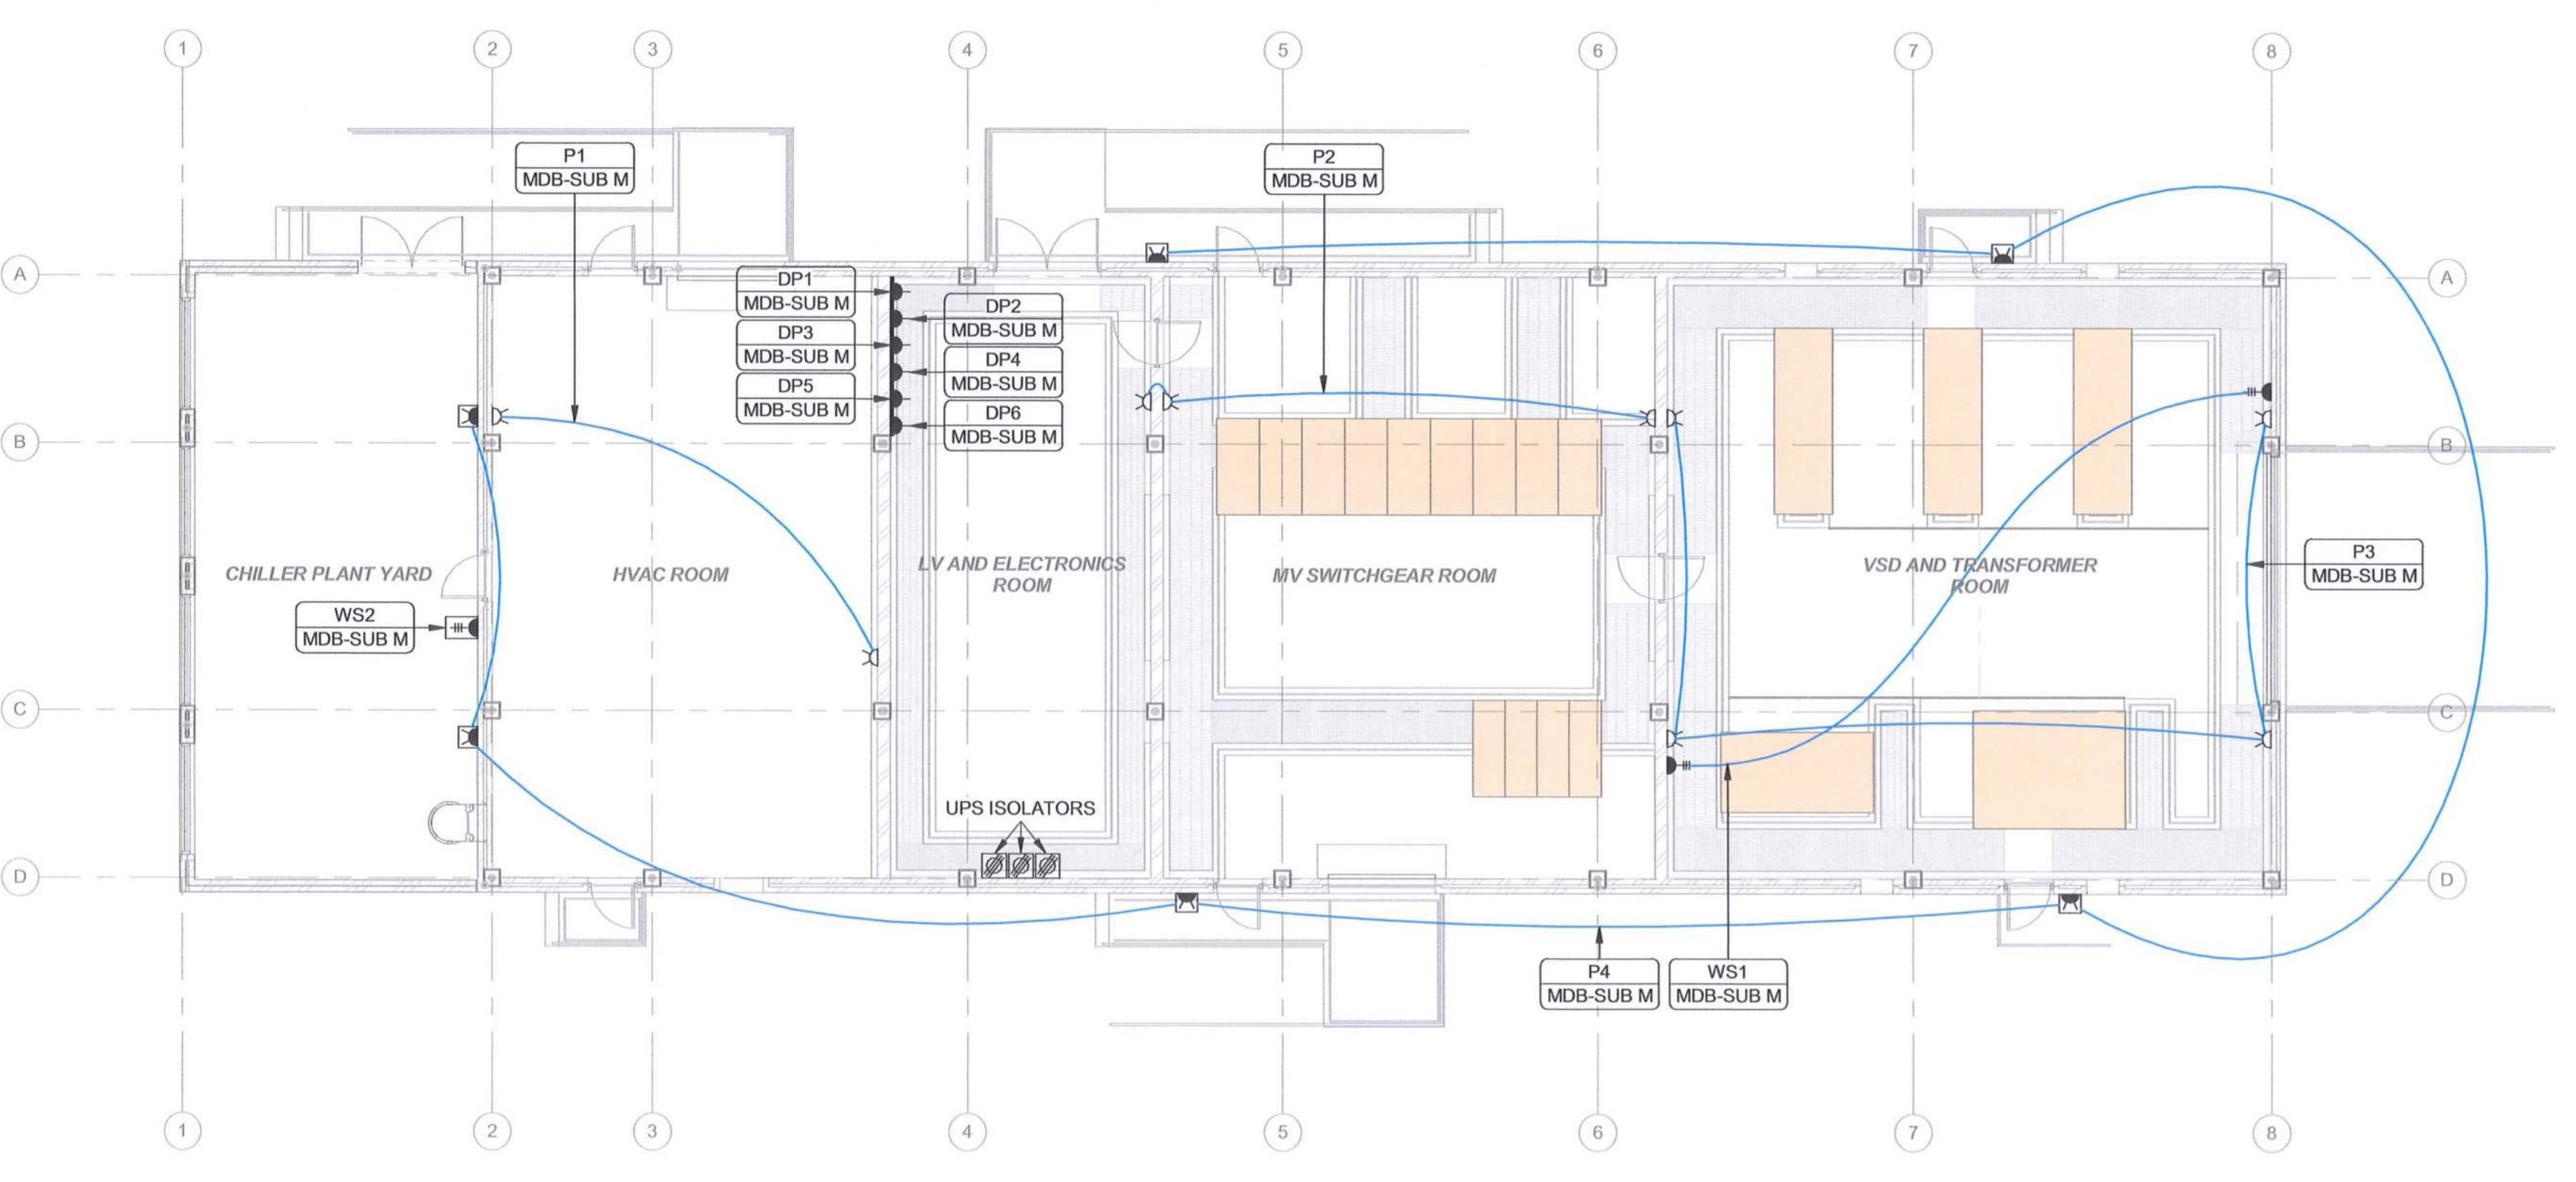 1
2
3
4
5
6
7
8
P1
MDB-SUB M
P2
MDB-SUB M
A
A
DP1
MDB-SUB M
DP2
MDB-SUB M
DP3
MDB-SUB M
DP4
MDB-SUB M
DP5
MDB-SUB M
DP6
MDB-SUB M
B
B
CHILLER PLANT YARD
HVAC ROOM
LV AND ELECTRONICS
ROOM
MV SWITCHGEAR ROOM
VSD AND TRANSFORMER
ROOM
P3
MDB-SUB M
WS2
MDB-SUB M
C
C
UPS ISOLATORS
D
D
P4
MDB-SUB M
WS1
MDB-SUB M
1
2
3
4
5
6
7
8